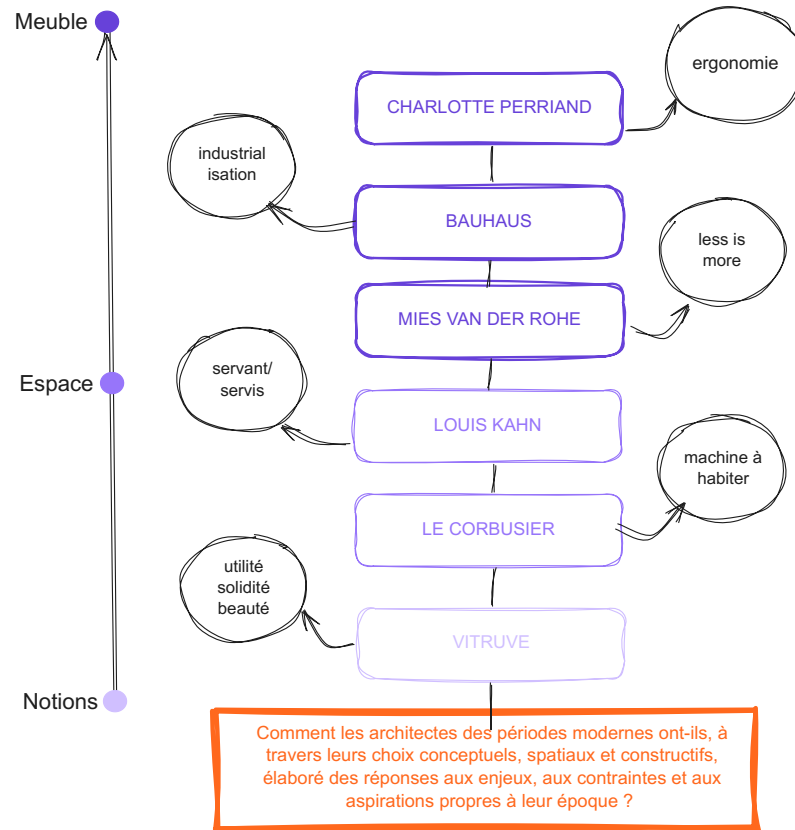 Meuble
ergonomie
CHARLOTTE PERRIAND
industrial
isation
BAUHAUS
less is
more
MIES VAN DER ROHE
Espace
servant/
servis
LOUIS KAHN
machine à
habiter
LE CORBUSIER
utilité
solidité
beauté
VITRUVE
Notions
Comment les architectes des périodes modernes ont-ils, à
travers leurs choix conceptuels, spatiaux et constructifs,
élaboré des réponses aux enjeux, aux contraintes et aux
aspirations propres à leur époque ?